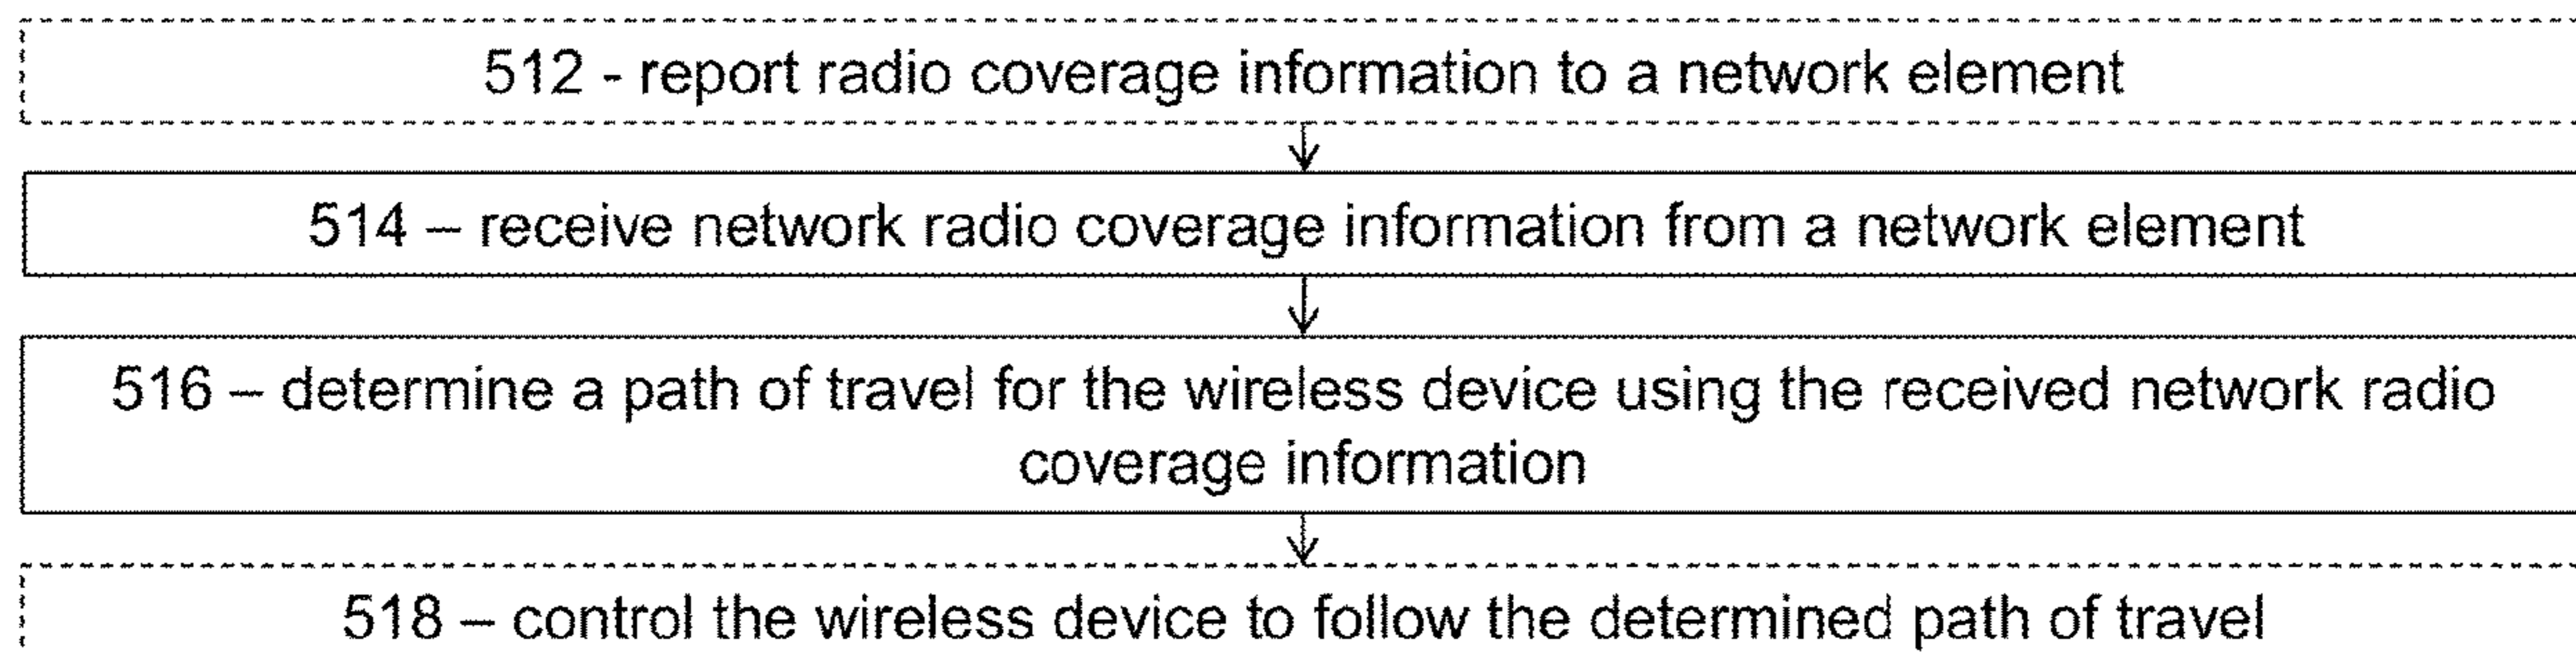 512 - report radio coverage information to a network element
514 – receive network radio coverage information from a network element
516 – determine a path of travel for the wireless device using the received network radio
coverage information
518 – control the wireless device to follow the determined path of travel